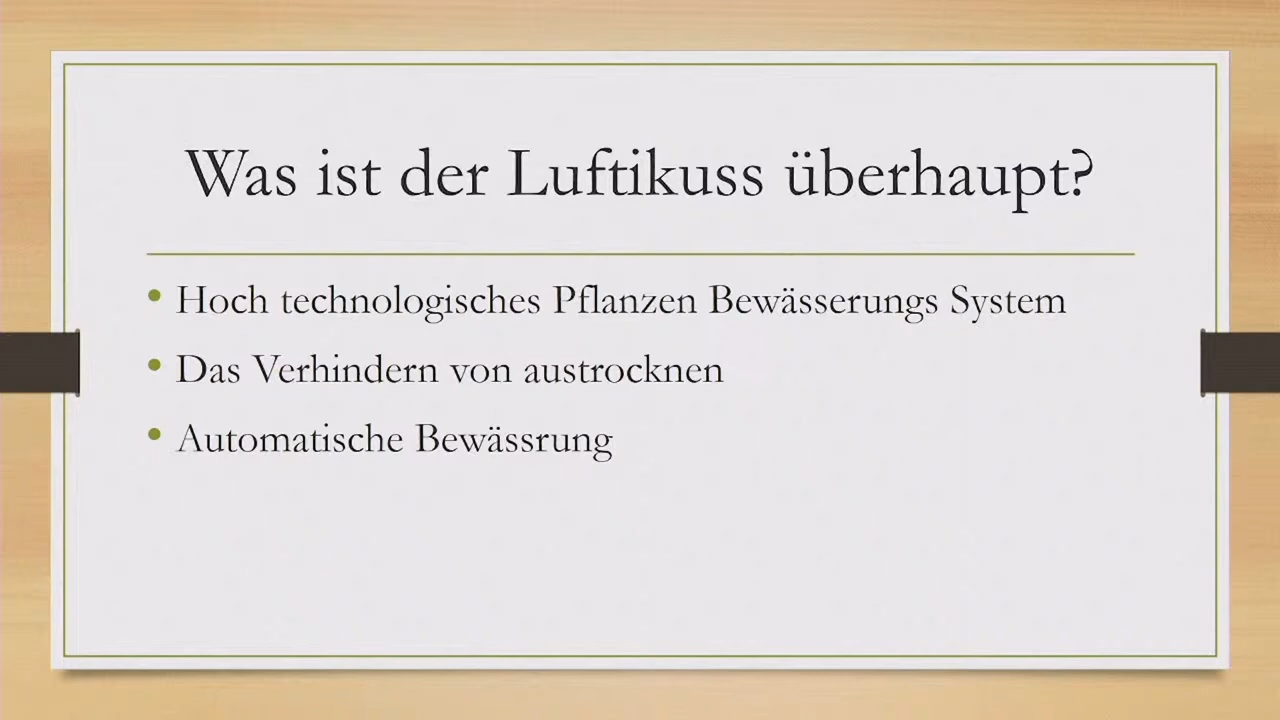 Was ist der Luftikuss überhaupt?
Hoch technologisches Pflanzen Bewässerungs System
Das Verhindern von austrocknen
Automatische Bewässrung